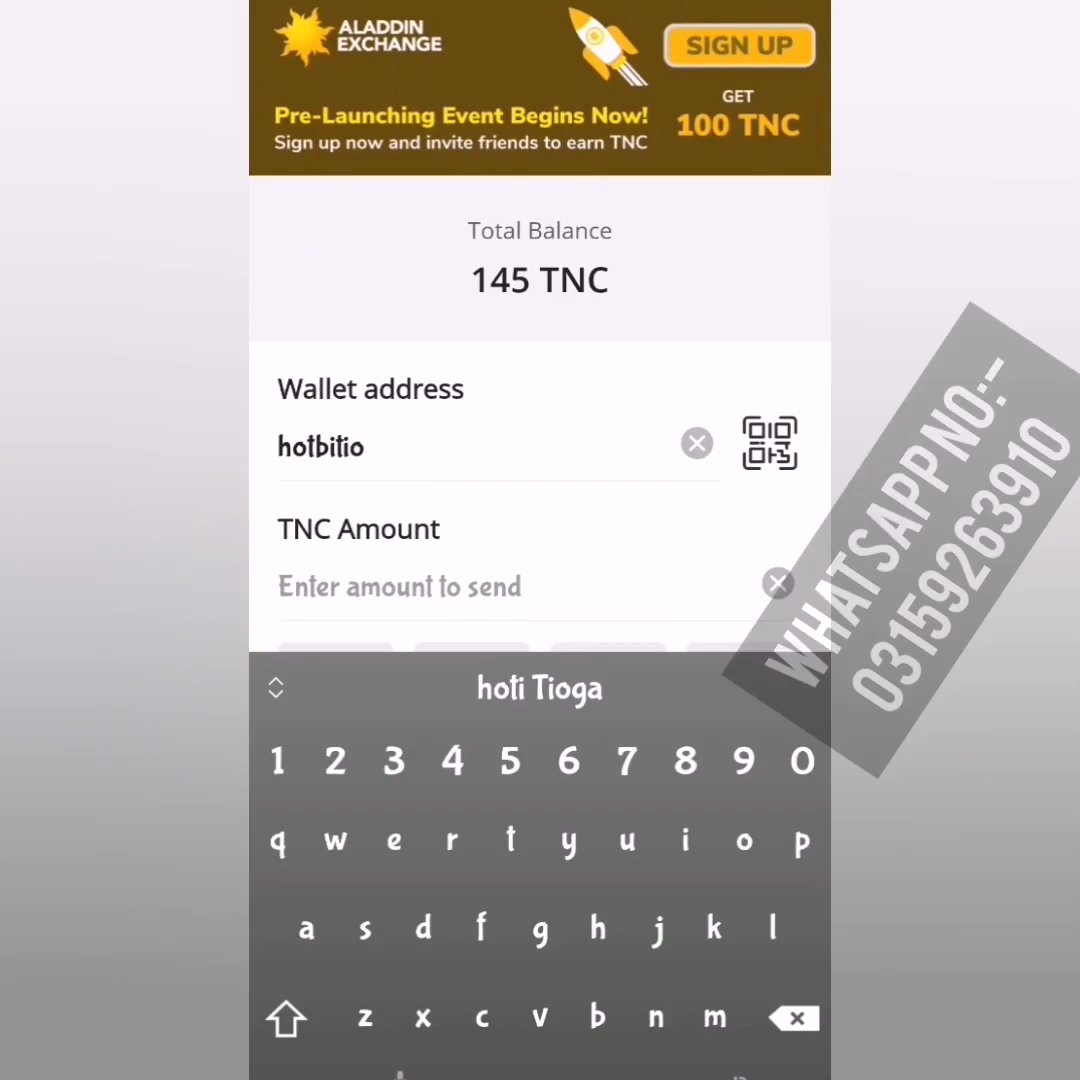 ALADDIN
EXCHANGE
SIGN UP
GET
100 TNC
Pre-Launching Event Begins Now!
Sign up now and invite friends to earn TNC
Total Balance
145 TNC
Wallet address
hotbitio
TNC Amount
Enter amount to send
WHATSAPP NO:-
03159263910
hoti Tioga
1 2 3 4 5 6 7 8 9 0
q w e r t y u i o p
a s d f g h j k l
z x c v b n m